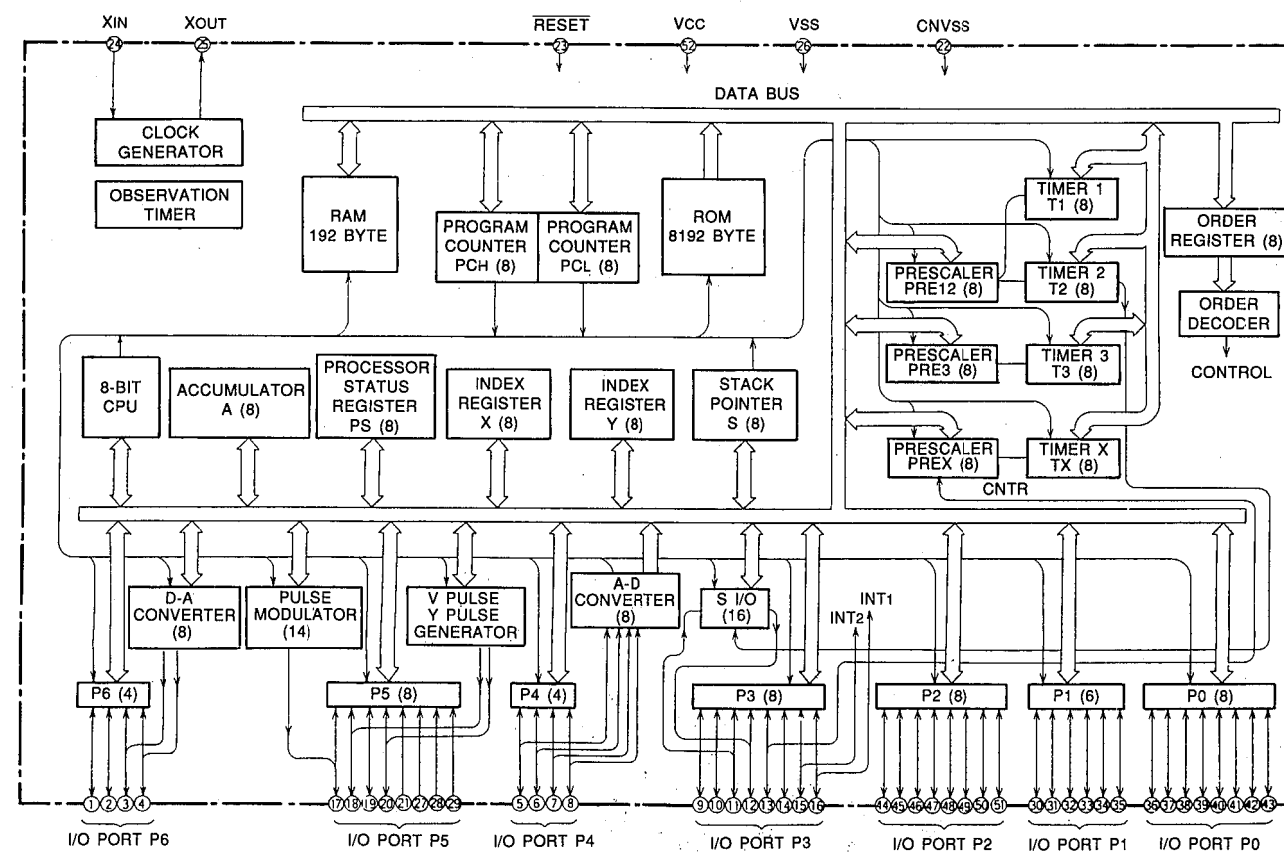 XIN
XOUT
RESET
VCC
VSS
CNVSS
24
25
23
52
26
22
DATA BUS
CLOCK
GENERATOR
OBSERVATION
TIMER
RAM
192 BYTE
PROGRAM
COUNTER
PCH (8)
PROGRAM
COUNTER
PCL (8)
ROM
8192 BYTE
TIMER 1
T1 (8)
ORDER
REGISTER (8)
PRESCALER
PRE12 (8)
TIMER 2
T2 (8)
ORDER
DECODER
PRESCALER
PRE3 (8)
TIMER 3
T3 (8)
CONTROL
8-BIT
CPU
ACCUMULATOR
A (8)
PROCESSOR
STATUS
REGISTER
PS (8)
INDEX
REGISTER
X (8)
INDEX
REGISTER
Y (8)
STACK
POINTER
S (8)
PRESCALER
PREX (8)
TIMER X
TX (8)
CNTR
D-A
CONVERTER
(8)
PULSE
MODULATOR
(14)
V PULSE
Y PULSE
GENERATOR
A-D
CONVERTER
(8)
S I/O
(16)
INT2
INT1
P6 (4)
P5 (8)
P4 (4)
P3 (8)
P2 (8)
P1 (6)
P0 (8)
1 2 3 4
17 18 19 20 21 27 28 29
5 6 7 8
9 10 11 12 13 14 15 16
44 45 46 47 48 49 50 51
30 31 32 33 34 35
36 37 38 39 40 41 42 43
I/O PORT P6
I/O PORT P5
I/O PORT P4
I/O PORT P3
I/O PORT P2
I/O PORT P1
I/O PORT P0